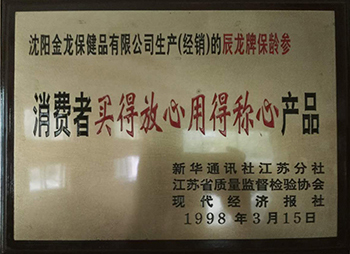 沈阳金龙保健品有限公司生产(经销)的辰龙牌保龄参
消费者买得放心用得称心产品
新华通讯社江苏分社
江苏省质量监督检验协会
现代经济报社
1998年3月15日